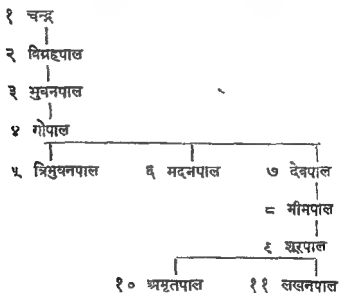 १ चन्द्र
२ विग्रहपाल
३ भुवनपाल
४ गोपाल
५ त्रिभुवनपाल ६ मदनपाल ७ देवपाल
८ भीमपाल
९ शूरपाल
१० अमृतपाल ११ लखनपाल